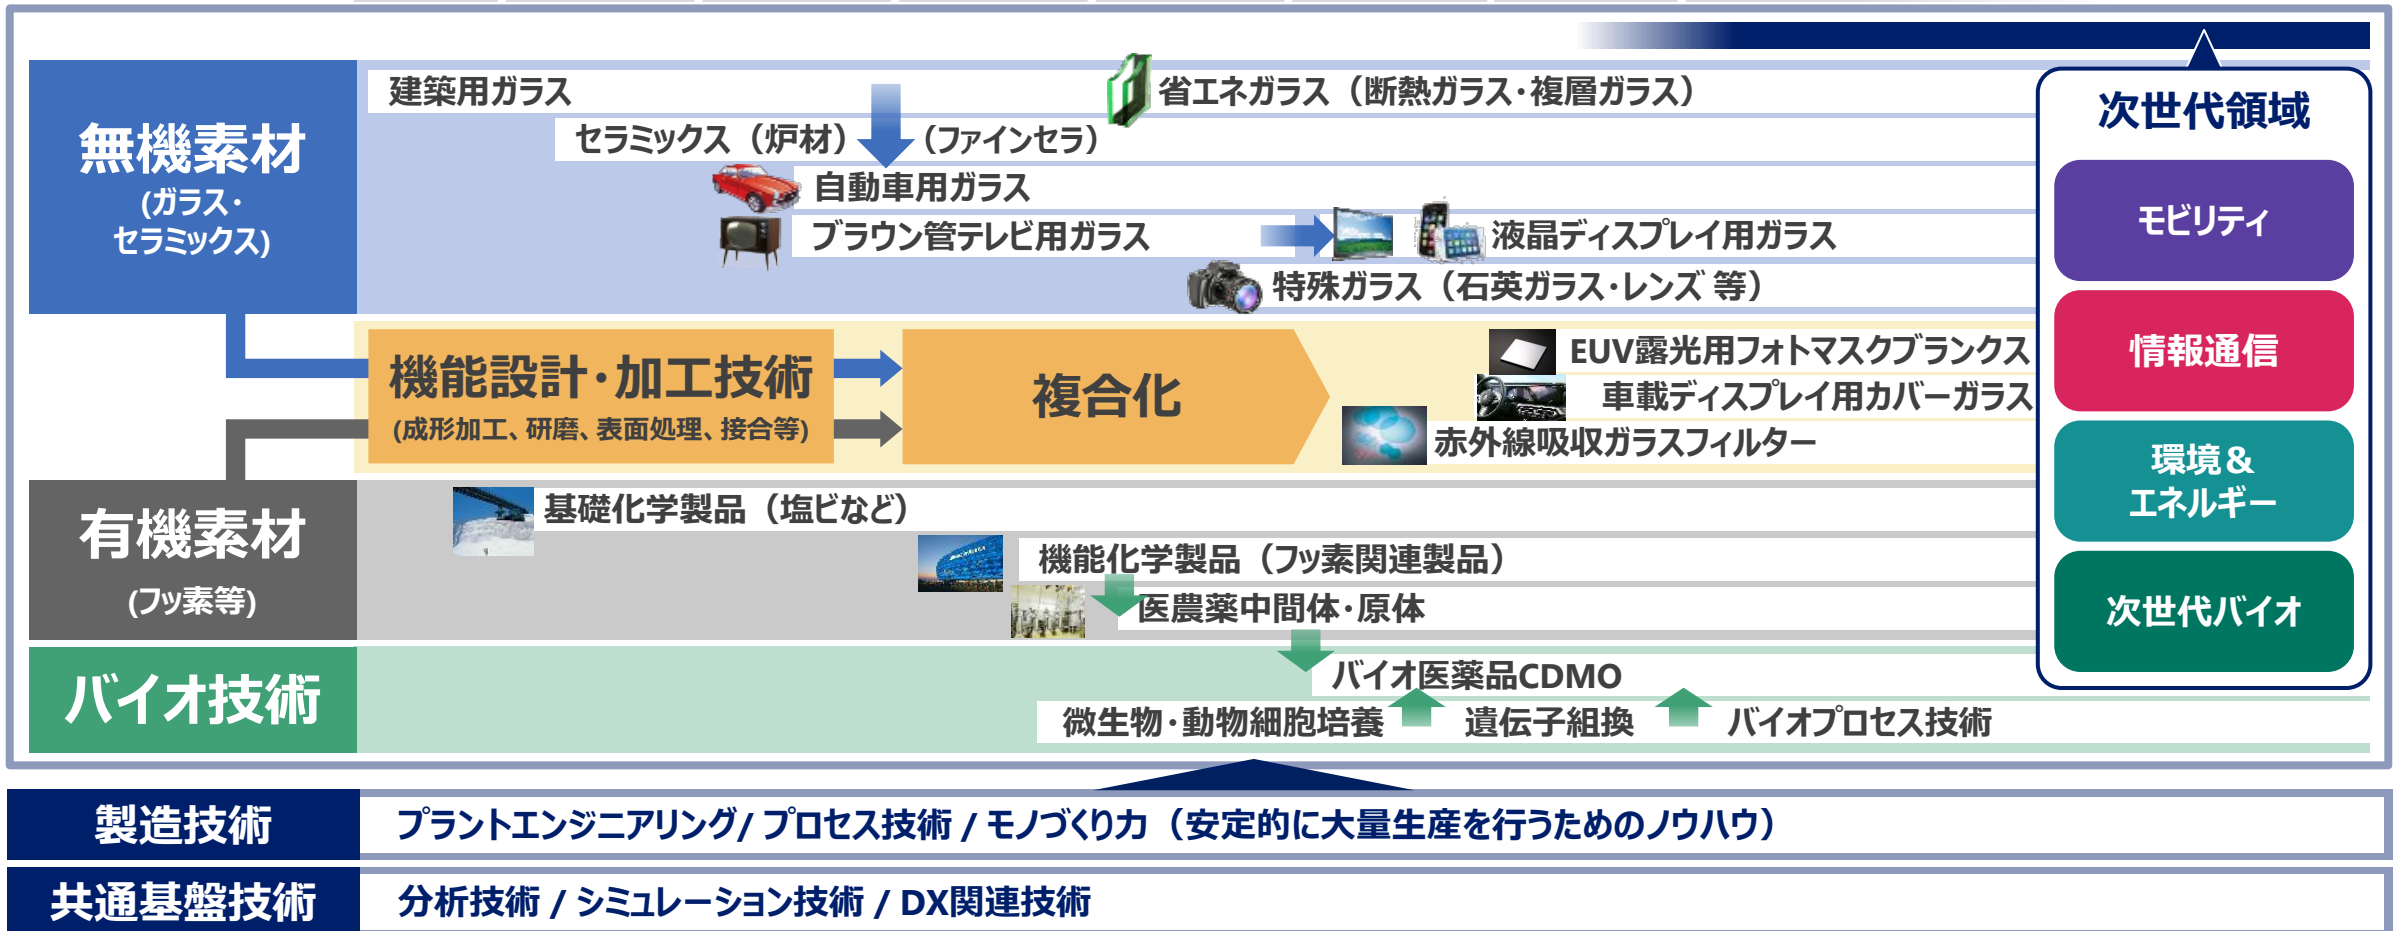 無機素材
(ガラス・
セラミックス)
建築用ガラス
省エネガラス（断熱ガラス・複層ガラス）
セラミックス（炉材）
（ファインセラ）
自動車用ガラス
ブラウン管テレビ用ガラス
液晶ディスプレイ用ガラス
特殊ガラス（石英ガラス・レンズ 等）
機能設計・加工技術
(成形加工、研磨、表面処理、接合等)
複合化
EUV露光用フォトマスクブランクス
車載ディスプレイ用カバーガラス
赤外線吸収ガラスフィルター
有機素材
(フッ素等)
基礎化学製品（塩ビなど）
機能化学製品（フッ素関連製品）
医農薬中間体・原体
バイオ技術
バイオ医薬品CDMO
微生物・動物細胞培養
遺伝子組換
バイオプロセス技術
次世代領域
モビリティ
情報通信
環境＆
エネルギー
次世代バイオ
製造技術
プラントエンジニアリング/ プロセス技術 / モノづくり力（安定的に大量生産を行うためのノウハウ）
共通基盤技術
分析技術 / シミュレーション技術 / DX関連技術